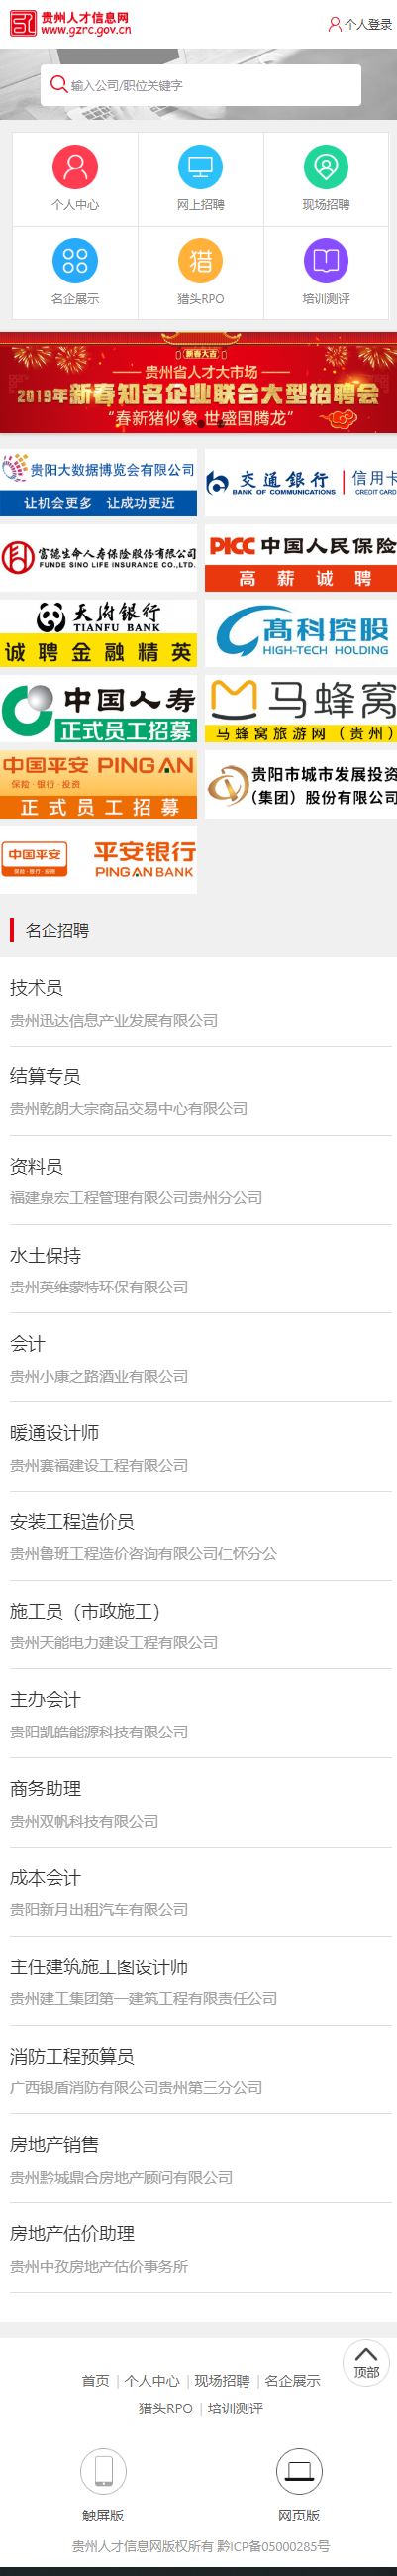 贵州人才信息网
www.gzrc.gov.cn
个人登录
输入公司/职位关键字
个人中心
网上招聘
现场招聘
猎
名企展示
猎头RPO
培训测评
新春大吉
贵州省人才大市场
2019年新春知名企业联合大型招聘会
“春新猪似象 世盛国腾龙”
贵阳大数据博览会有限公司
让机会更多 让成功更近
交通银行
BANK OF COMMUNICATIONS
信用卡
CREDIT CARD
富德生命人寿保险股份有限公司
FUNDE SINO LIFE INSURANCE CO.,LTD.
PICC 中国人民保险
高薪诚聘
天府银行
TIANFU BANK
诚聘金融精英
高科控股
HIGH-TECH HOLDING
中国人寿
正式员工招募
马蜂窝
马蜂窝旅游网（贵州）
中国平安 PING AN
保险·银行·投资
正式员工招募
贵阳市城市发展投资
（集团）股份有限公司
中国平安
保险·银行·投资
平安银行
PING AN BANK
名企招聘
技术员
贵州迅达信息产业发展有限公司
结算专员
贵州乾朗大宗商品交易中心有限公司
资料员
福建泉宏工程管理有限公司贵州分公司
水土保持
贵州英维蒙特环保有限公司
会计
贵州小康之路酒业有限公司
暖通设计师
贵州赛福建设工程有限公司
安装工程造价员
贵州鲁班工程造价咨询有限公司仁怀分公
施工员（市政施工）
贵州天能电力建设工程有限公司
主办会计
贵阳凯皓能源科技有限公司
商务助理
贵州双帆科技有限公司
成本会计
贵阳新月出租汽车有限公司
主任建筑施工图设计师
贵州建工集团第一建筑工程有限责任公司
消防工程预算员
广西银盾消防有限公司贵州第三分公司
房地产销售
贵州黔城鼎合房地产顾问有限公司
房地产估价助理
贵州中孜房地产估价事务所
顶部
首页 | 个人中心 | 现场招聘 | 名企展示
猎头RPO | 培训测评
触屏版
网页版
贵州人才信息网版权所有 黔ICP备05000285号